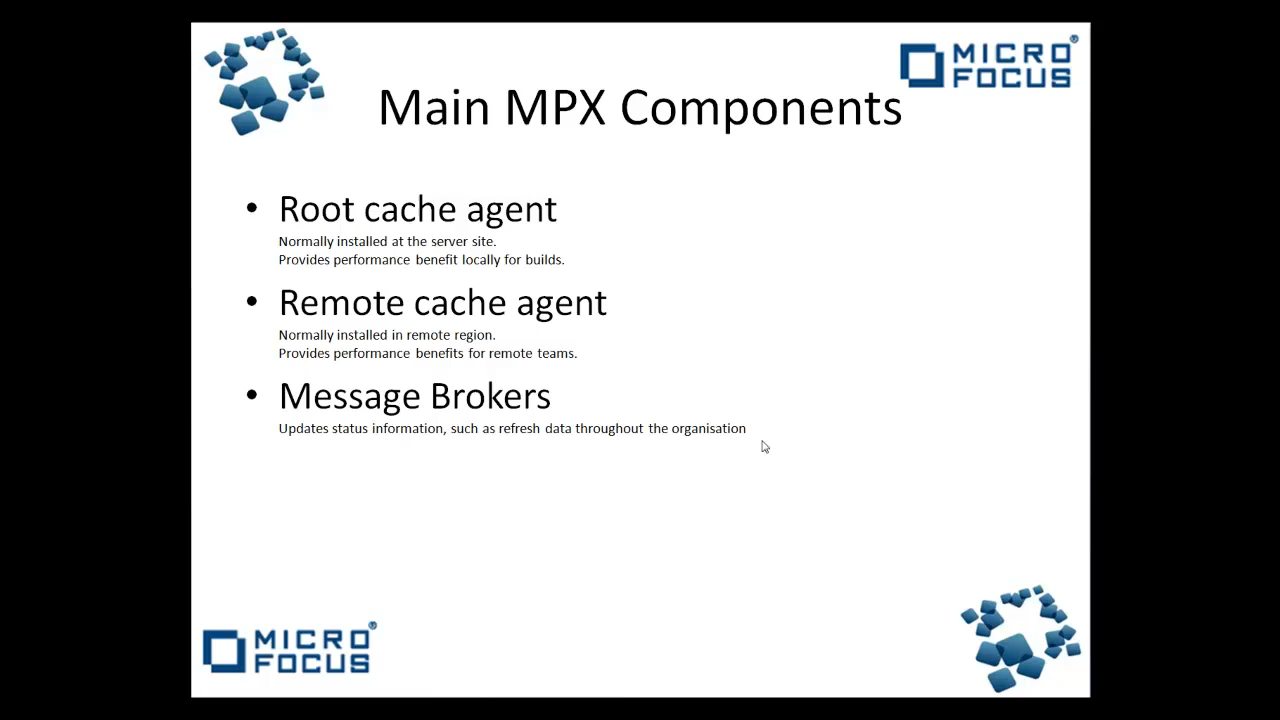 MICRO
FOCUS®
Main MPX Components
• Root cache agent
Normally installed at the server site.
Provides performance benefit locally for builds.
• Remote cache agent
Normally installed in remote region.
Provides performance benefits for remote teams.
• Message Brokers
Updates status information, such as refresh data throughout the organisation
MICRO
FOCUS®